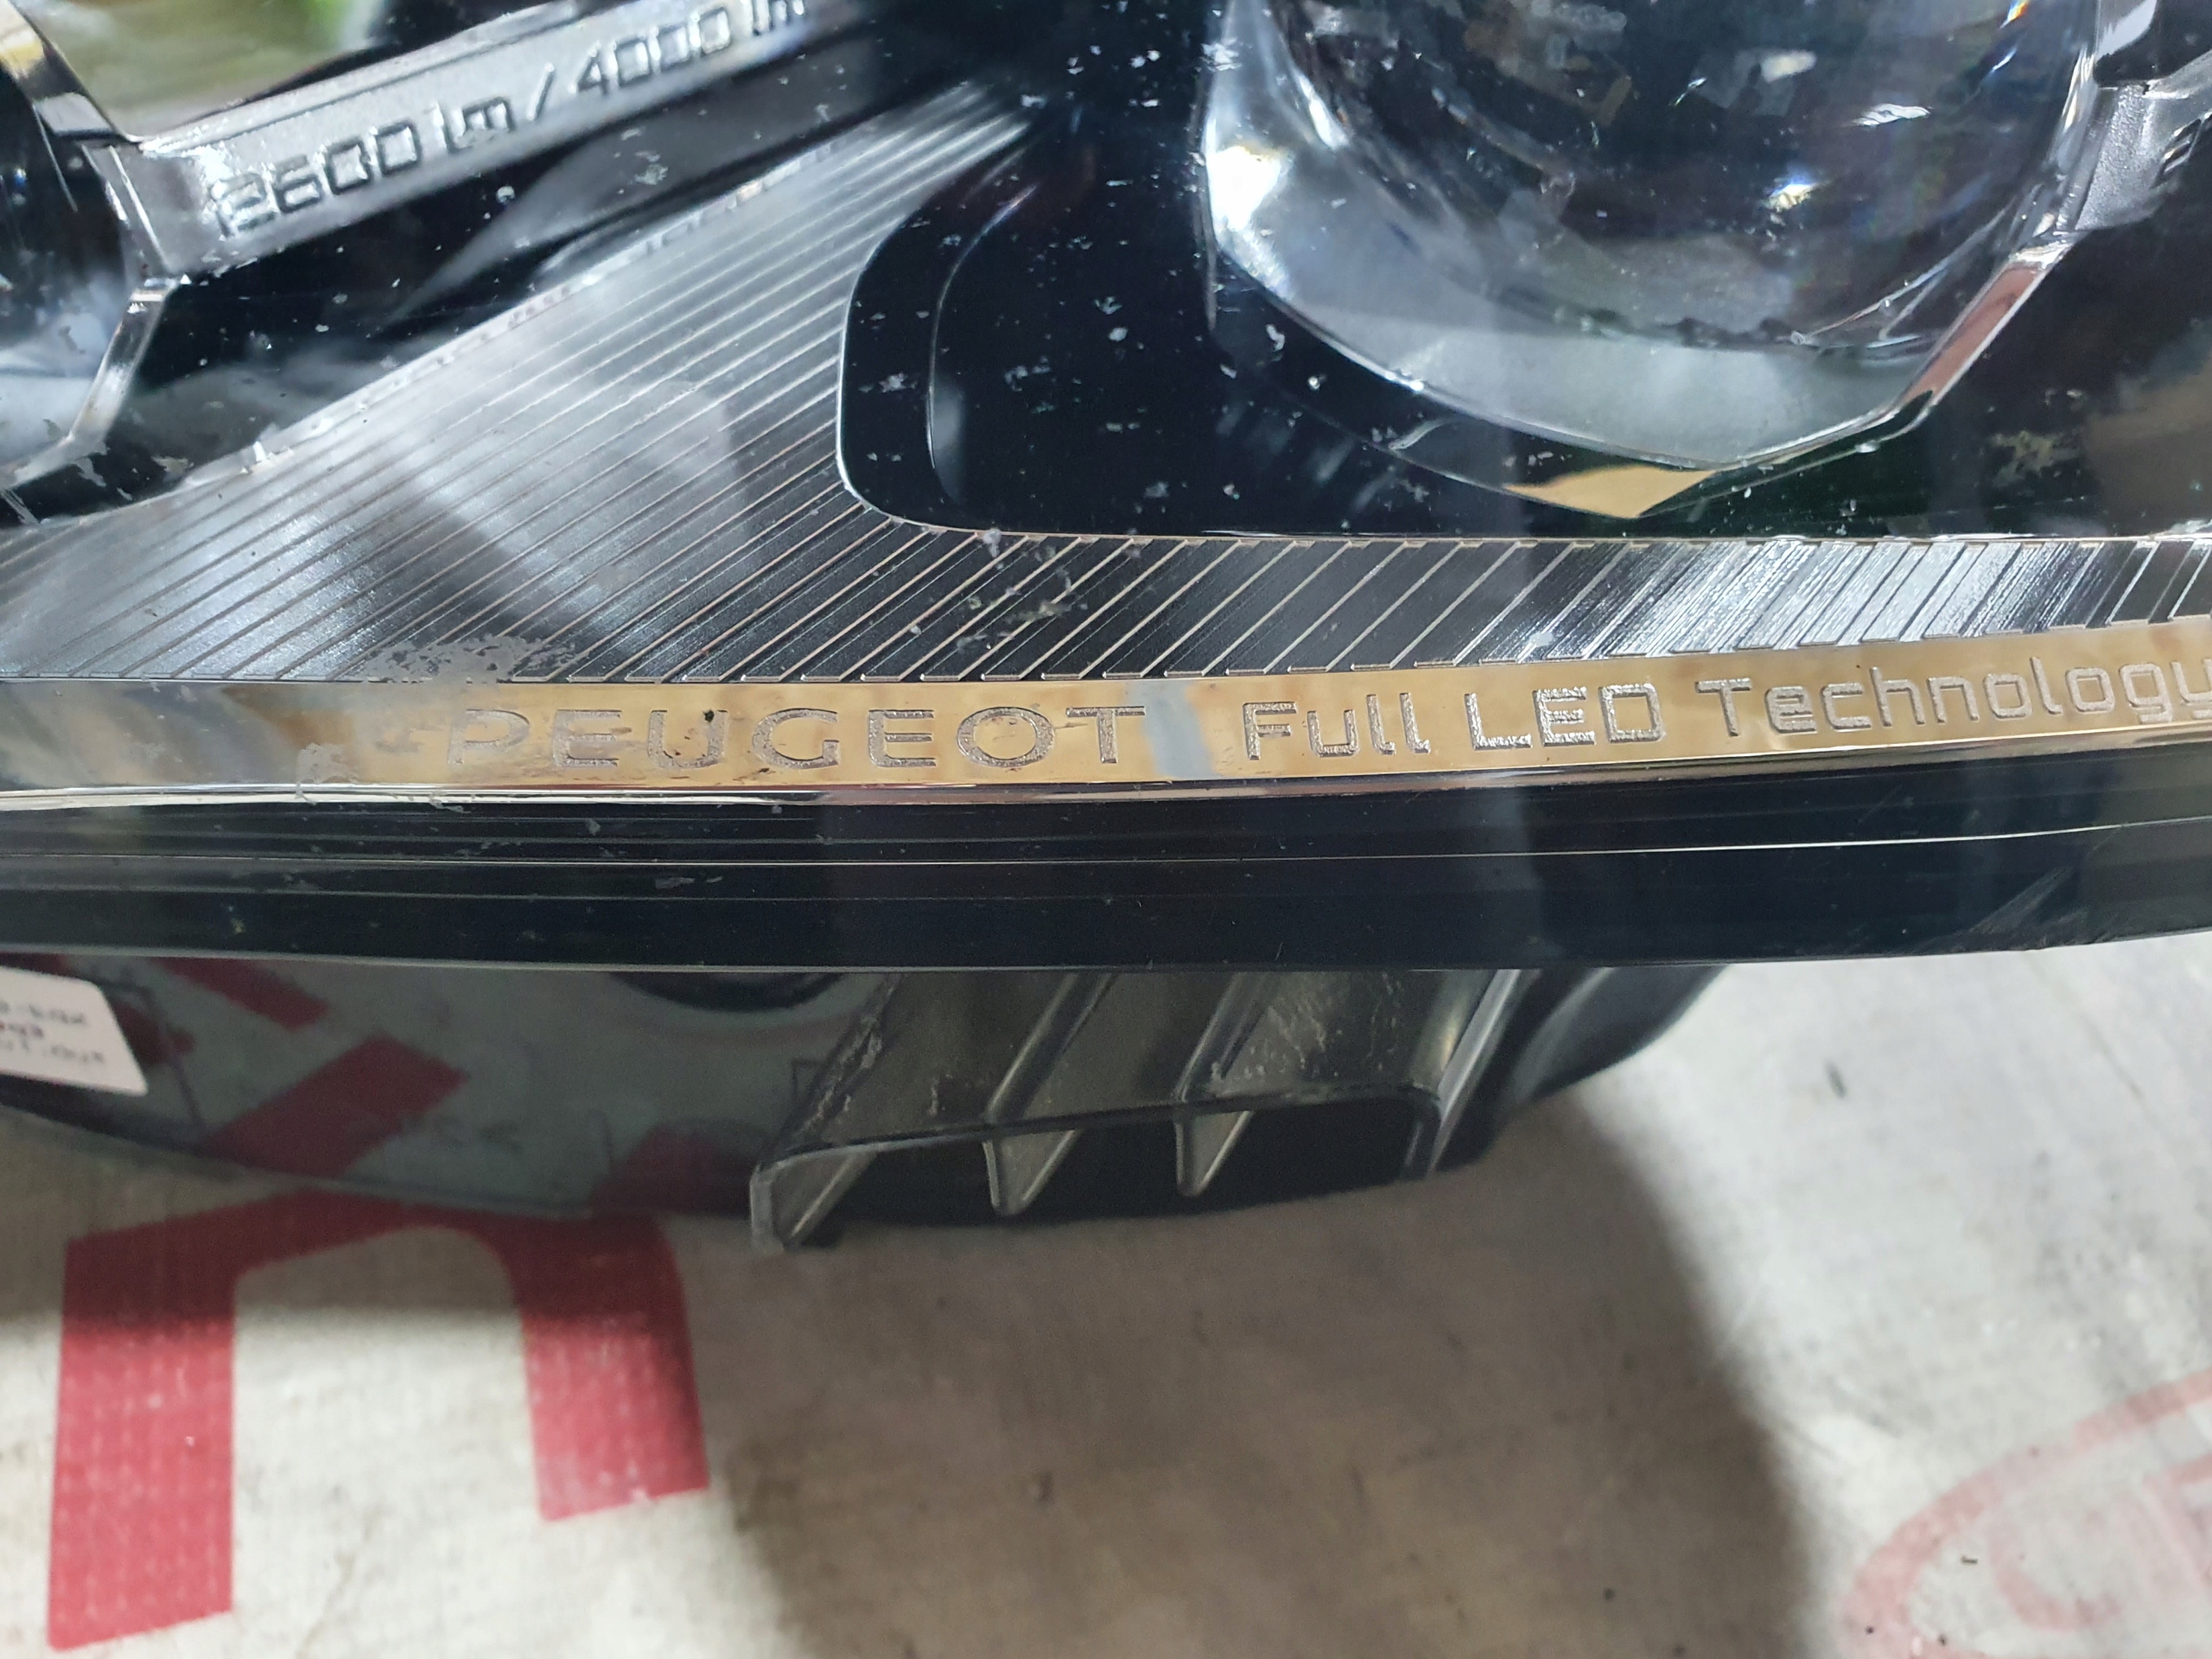 2600 lm / 4000 lm
PEUGEOT Full LED Technology